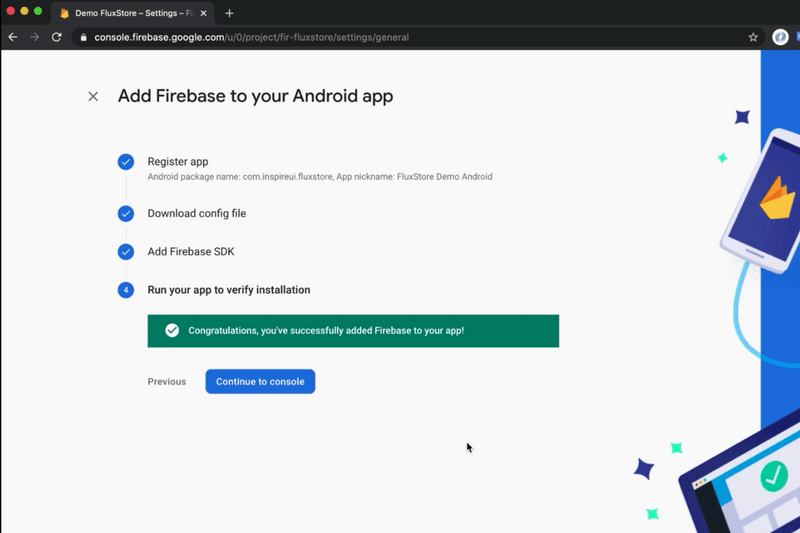 Demo FluxStore – Settings – Fi
console.firebase.google.com/u/0/project/fir-fluxstore/settings/general
Add Firebase to your Android app
Register app
Android package name: com.inspireui.fluxstore, App nickname: FluxStore Demo Android
Download config file
Add Firebase SDK
4 Run your app to verify installation
Congratulations, you've successfully added Firebase to your app!
Previous Continue to console